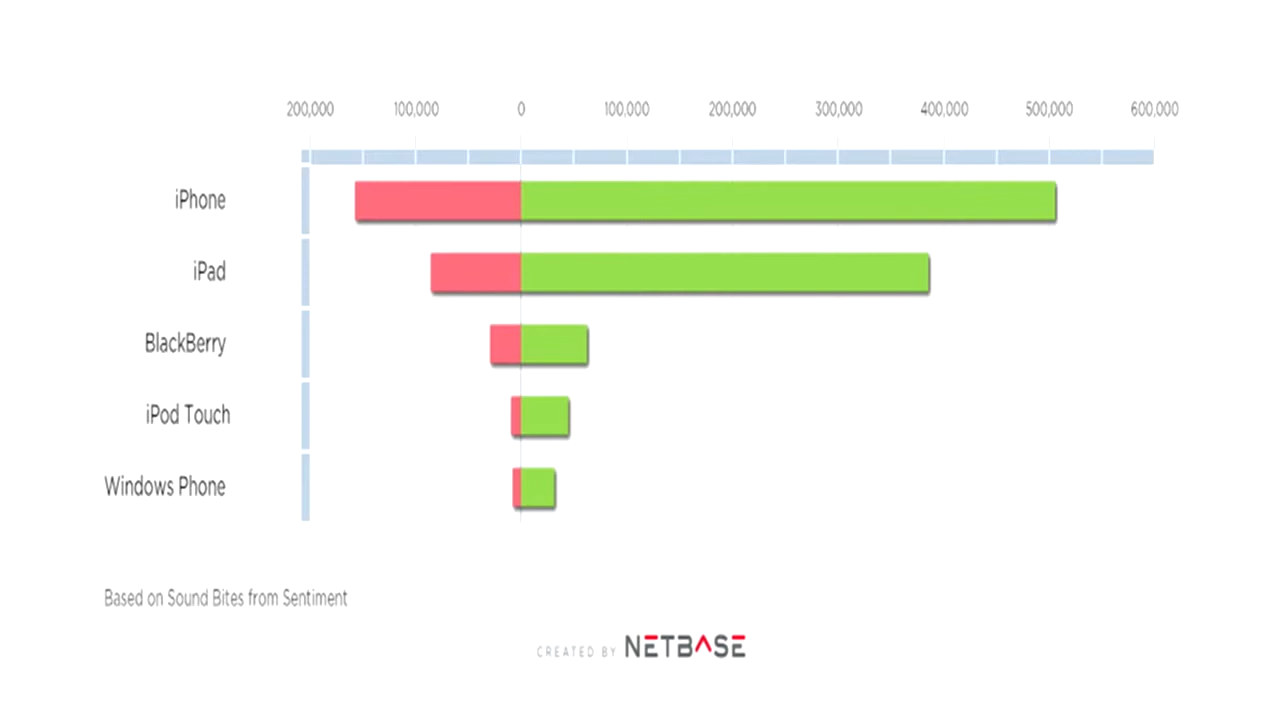 200,000 100,000 0 100,000 200,000 300,000 400,000 500,000 600,000
iPhone
iPad
BlackBerry
iPod Touch
Windows Phone
Based on Sound Bites from Sentiment
CREATED BY NETBASE